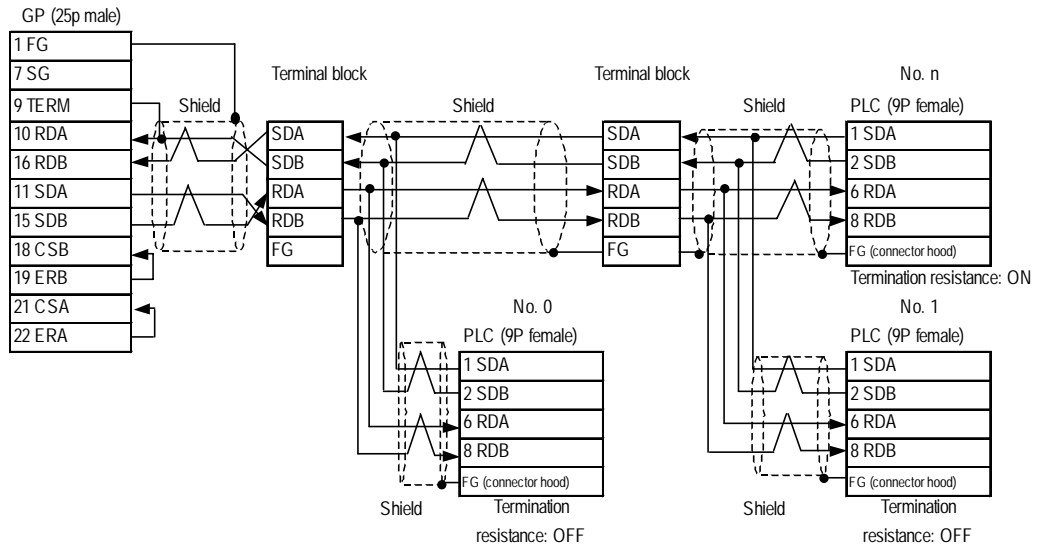 GP (25p male)
1 FG
7 SG
9 TERM
10 RDA
16 RDB
11 SDA
15 SDB
18 CSB
19 ERB
21 CSA
22 ERA
Shield
Terminal block
SDA
SDB
RDA
RDB
FG
Shield
Terminal block
SDA
SDB
RDA
RDB
FG
Shield
No. n
PLC (9P female)
1 SDA
2 SDB
6 RDA
8 RDB
FG (connector hood)
Termination resistance: ON
No. 0
PLC (9P female)
1 SDA
2 SDB
6 RDA
8 RDB
FG (connector hood)
Shield
Termination
resistance: OFF
No. 1
PLC (9P female)
1 SDA
2 SDB
6 RDA
8 RDB
FG (connector hood)
Shield
Termination
resistance: OFF